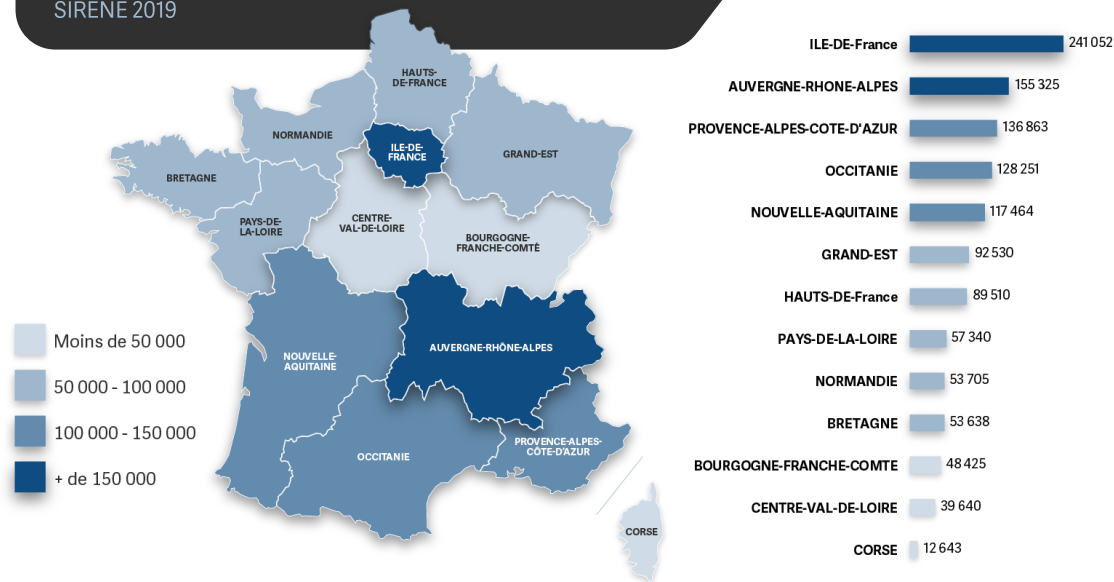 SIRENE 2019
HAUTS-
DE-FRANCE
NORMANDIE
ILE-DE-
FRANCE
GRAND-EST
BRETAGNE
PAYS-DE-
LA-LOIRE
CENTRE-
VAL-DE-LOIRE
BOURGOGNE-
FRANCHE-COMTÉ
AUVERGNE-RHÔNE-ALPES
NOUVELLE-
AQUITAINE
OCCITANIE
PROVENCE-ALPES-
CÔTE-D'AZUR
CORSE
Moins de 50 000
50 000 - 100 000
100 000 - 150 000
+ de 150 000
ILE-DE-France 241 052
AUVERGNE-RHONE-ALPES 155 325
PROVENCE-ALPES-COTE-D'AZUR 136 863
OCCITANIE 128 251
NOUVELLE-AQUITAINE 117 464
GRAND-EST 92 530
HAUTS-DE-France 89 510
PAYS-DE-LA-LOIRE 57 340
NORMANDIE 53 705
BRETAGNE 53 638
BOURGOGNE-FRANCHE-COMTE 48 425
CENTRE-VAL-DE-LOIRE 39 640
CORSE 12 643